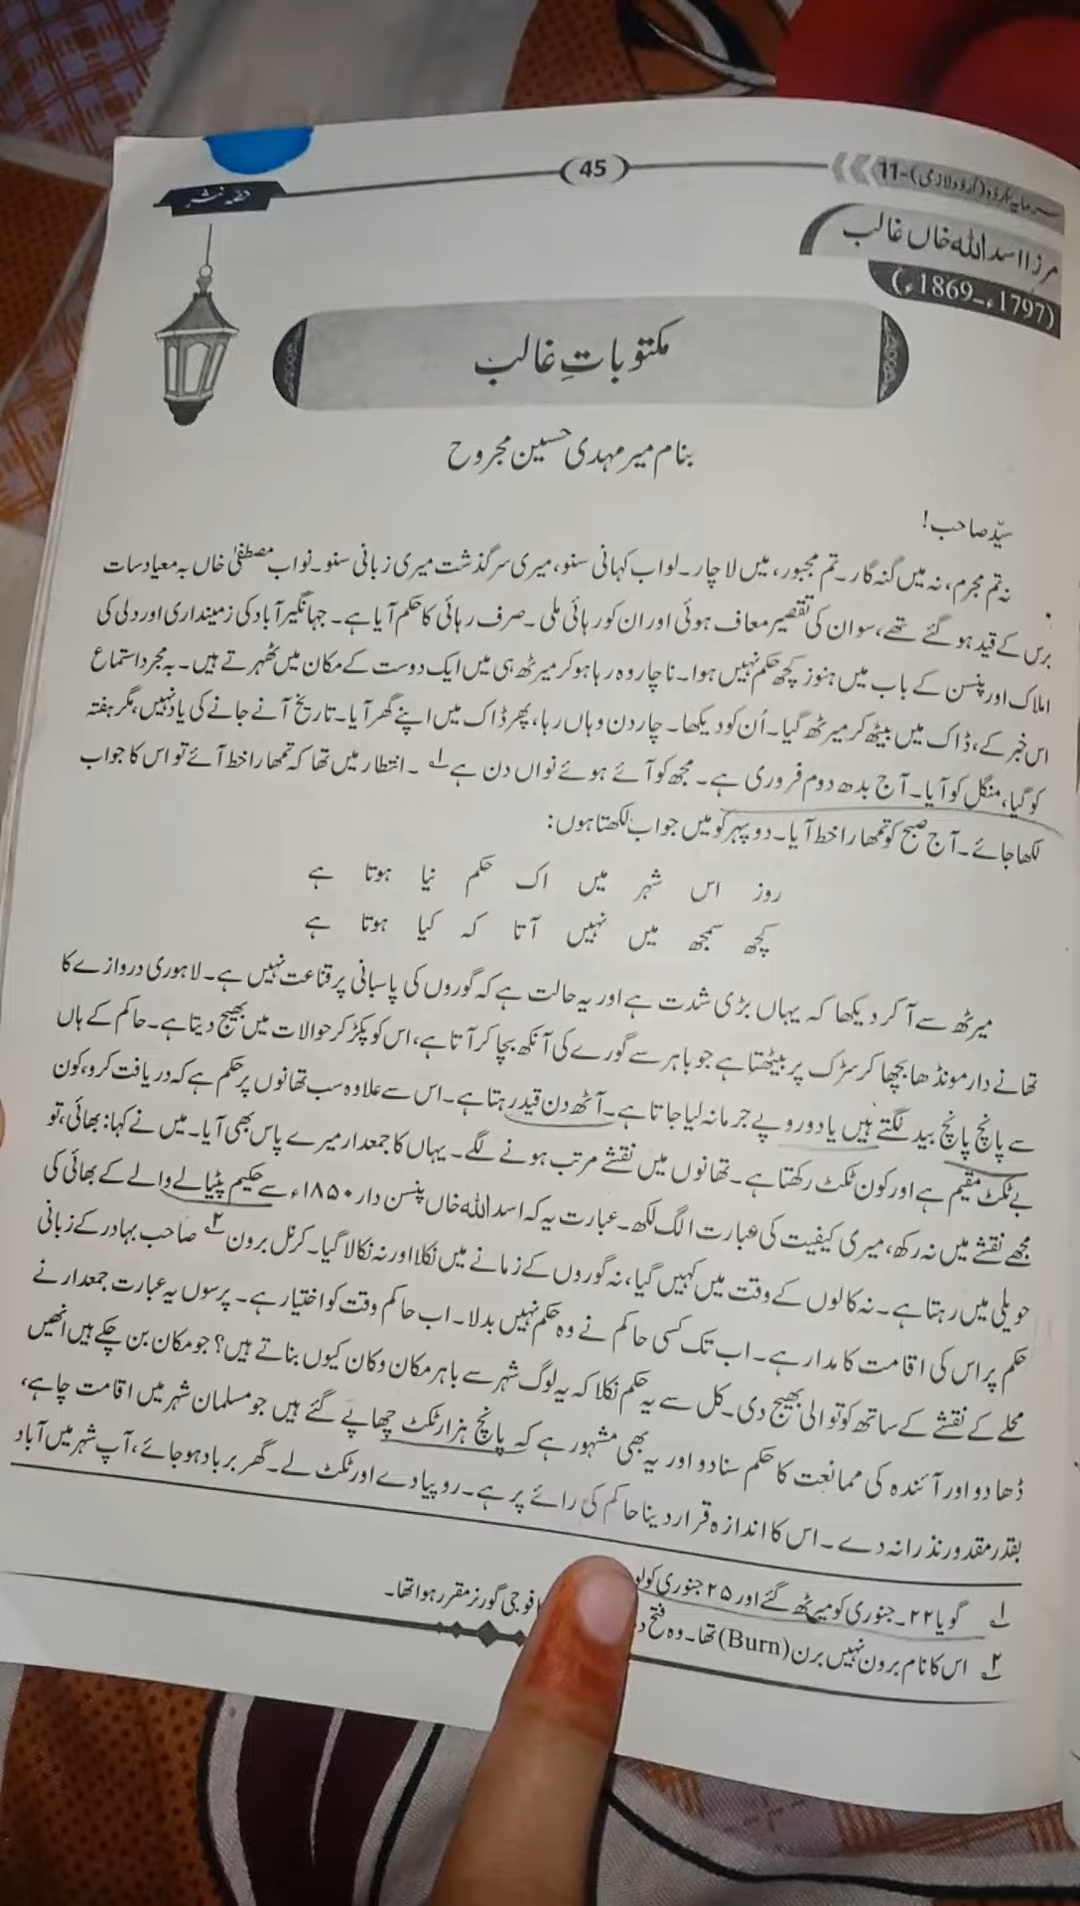 سرمایۂ اردو (اردو لازمی)-11
45
حصہ نثر
مرزا اسد اللہ خاں غالب
(1797ء۔1869ء)
مکتوباتِ غالب
بنام میر مہدی حسین مجروح
سیّد صاحب!
نہ تم مجرم، نہ میں گنہ گار۔ تم مجبور، میں لاچار۔ لو اب کہانی سنو، میری سرگذشت میری زبانی سنو۔ نواب مصطفیٰ خاں بہ معیاد سات
برس کے قید ہو گئے تھے، سو ان کی تقصیر معاف ہوئی اور ان کو رہائی ملی۔ صرف رہائی کا حکم آیا ہے۔ جہانگیر آباد کی زمینداری اور دلی کی
املاک اور پنسن کے باب میں ہنوز کچھ حکم نہیں ہوا۔ ناچار وہ رہا ہو کر میرٹھ ہی میں ایک دوست کے مکان میں ٹھہرے ہیں۔ بہ مجرد استماع
اس خبر کے، ڈاک میں بیٹھ کر میرٹھ گیا۔ اُن کو دیکھا۔ چار دن وہاں رہا، پھر ڈاک میں اپنے گھر آیا۔ تاریخ آنے جانے کی یاد نہیں، مگر ہفتہ
کو گیا، منگل کو آیا۔ آج بدھ دوم فروری ہے۔ مجھ کو آئے ہوئے نواں دن ہے ۱؎ ۔ انتظار میں تھا کہ تمھارا خط آئے تو اس کا جواب
لکھا جائے۔ آج صبح کو تمھارا خط آیا۔ دوپہر کو میں جواب لکھتا ہوں:
روز اس شہر میں اک حکم نیا ہوتا ہے
کچھ سمجھ میں نہیں آتا کہ کیا ہوتا ہے
میرٹھ سے آ کر دیکھا کہ یہاں بڑی شدت ہے اور یہ حالت ہے کہ گوروں کی پاسبانی پر قناعت نہیں ہے۔ لاہوری دروازے کا
تھانے دار مونڈھا بچھا کر سڑک پر بیٹھتا ہے جو باہر سے گورے کی آنکھ بچا کر آتا ہے، اس کو پکڑ کر حوالات میں بھیج دیتا ہے۔ حاکم کے ہاں
سے پانچ پانچ بید لگتے ہیں یا دو روپے جرمانہ لیا جاتا ہے۔ آٹھ دن قید رہتا ہے۔ اس سے علاوہ سب تھانوں پر حکم ہے کہ دریافت کرو، کون
بے ٹکٹ مقیم ہے اور کون ٹکٹ رکھتا ہے۔ تھانوں میں نقشے مرتب ہونے لگے۔ یہاں کا جمعدار میرے پاس بھی آیا۔ میں نے کہا: بھائی، تو
مجھے نقشے میں نہ رکھ، میری کیفیت کی عبارت الگ لکھ۔ عبارت یہ کہ اسد اللہ خاں پنسن دار ۱۸۵۰ء سے حکیم پٹیالے والے کے بھائی کی
حویلی میں رہتا ہے۔ نہ کالوں کے وقت میں کہیں گیا، نہ گوروں کے زمانے میں نکلا اور نہ نکالا گیا۔ کرنل برون ۲؎ صاحب بہادر کے زبانی
حکم پر اس کی اقامت کا مدار ہے۔ اب تک کسی حاکم نے وہ حکم نہیں بدلا۔ اب حاکم وقت کو اختیار ہے۔ پرسوں یہ عبارت جمعدار نے
محلے کے نقشے کے ساتھ کوتوالی بھیج دی۔ کل سے یہ حکم نکلا کہ یہ لوگ شہر سے باہر مکان وکان کیوں بناتے ہیں؟ جو مکان بن چکے ہیں انھیں
ڈھا دو اور آئندہ کی ممانعت کا حکم سنا دو اور یہ بھی مشہور ہے کہ پانچ ہزار ٹکٹ چھاپے گئے ہیں جو مسلمان شہر میں اقامت چاہے،
بقدر مقدور نذرانہ دے۔ اس کا اندازہ قرار دینا حاکم کی رائے پر ہے۔ روپیا دے اور ٹکٹ لے۔ گھر برباد ہو جائے، آپ شہر میں آباد
۱؎ گویا ۲۲۔ جنوری کو میرٹھ گئے اور ۲۵ جنوری کو
۲؎ اس کا نام برون نہیں برن (Burn) تھا۔ وہ فتح فوجی گورنر مقرر ہوا تھا۔